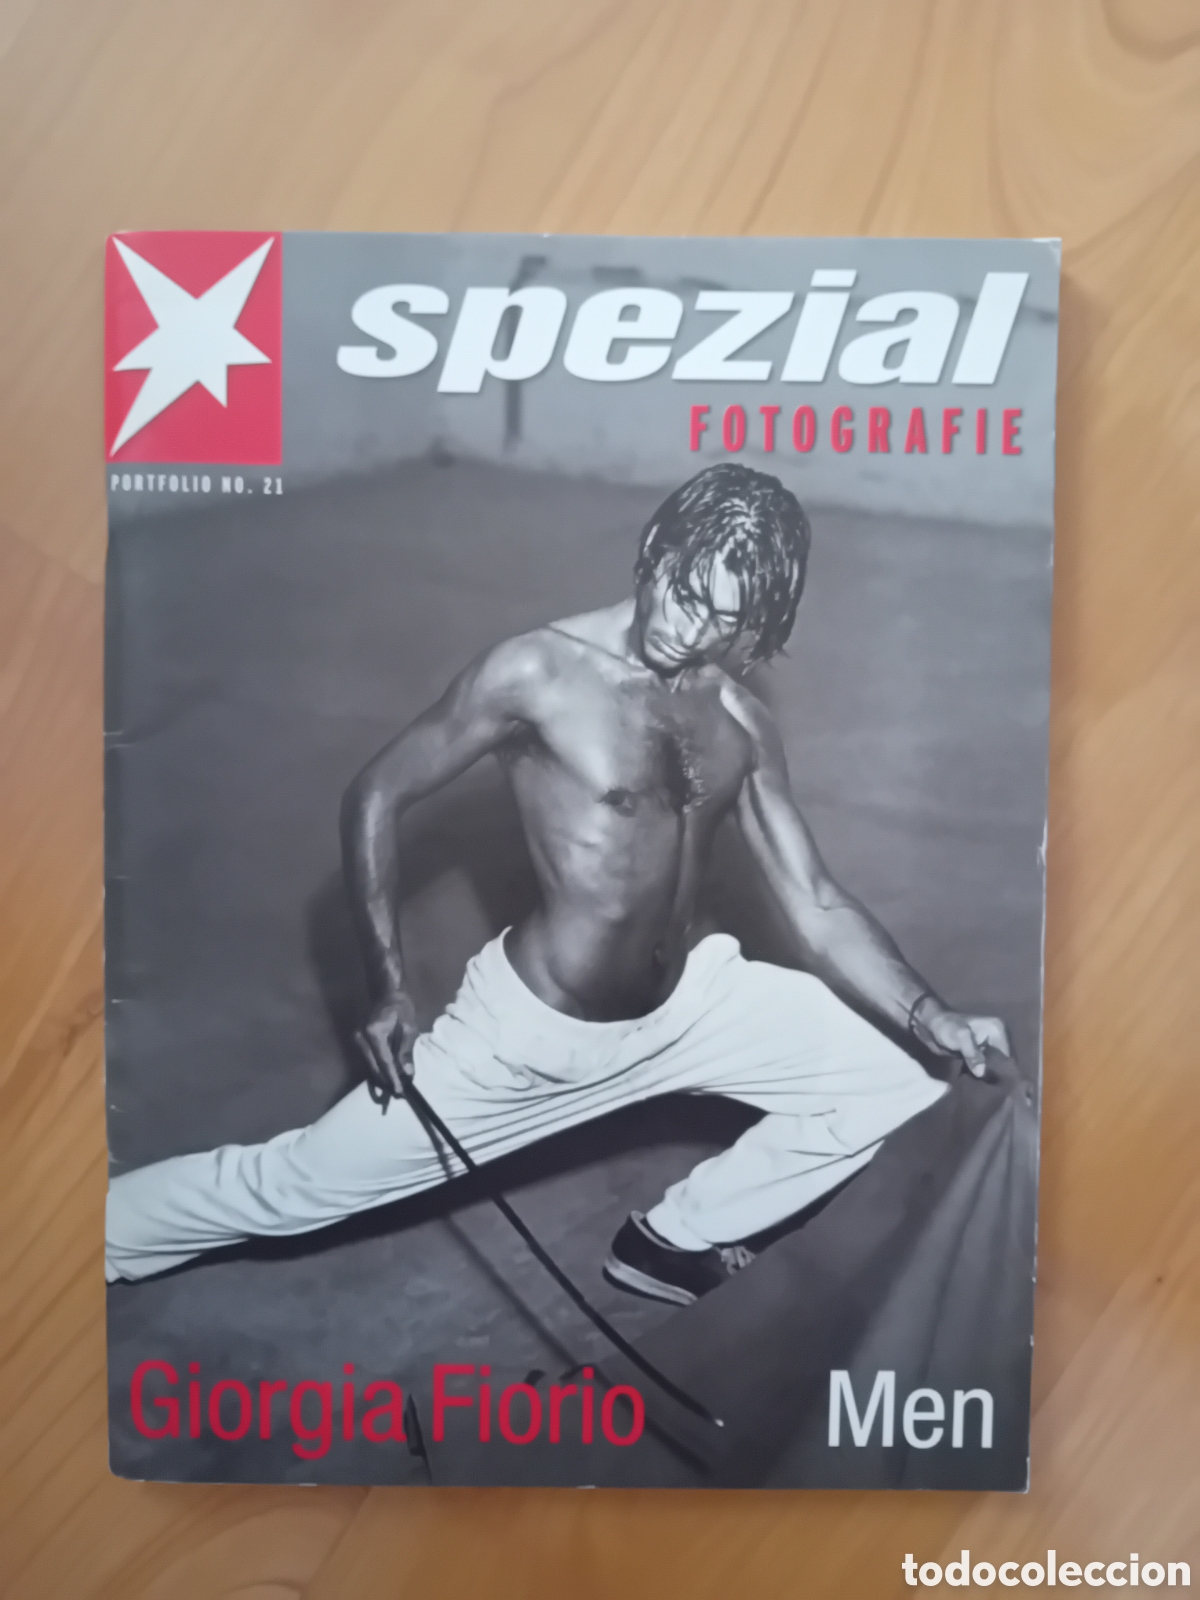 spezial
FOTOGRAFIE
PORTFOLIO NO. 21
Giorgia Fiorio
Men
todocoleccion